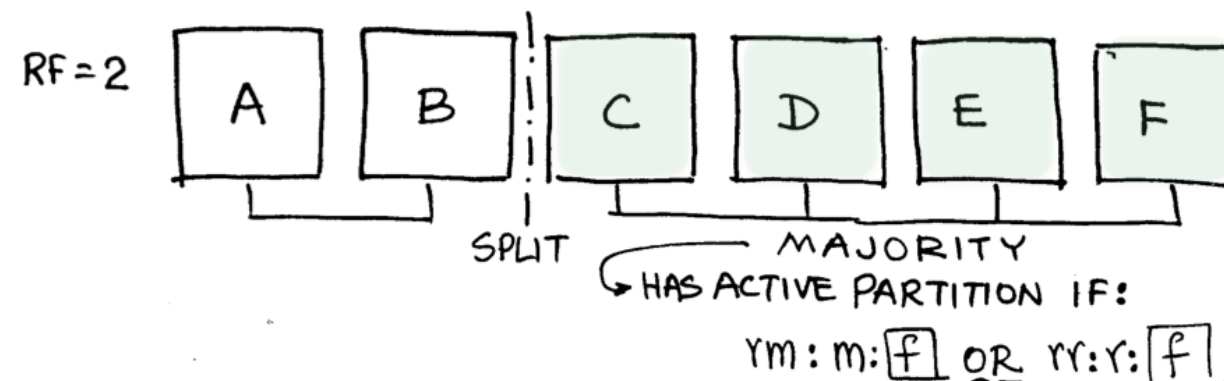 RF=2
A B C D E F
SPLIT MAJORITY
HAS ACTIVE PARTITION IF:
rm: m: f OR rr: r: f